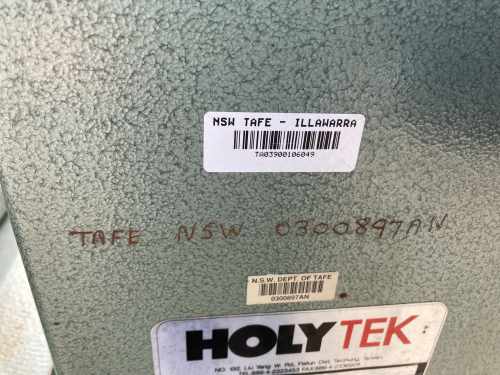 NSW TAFE - ILLAWARRA
TA03900106049
TAFE NSW 0300897AN
N.S.W. DEPT. OF TAFE
0300897AN
HOLYTEK